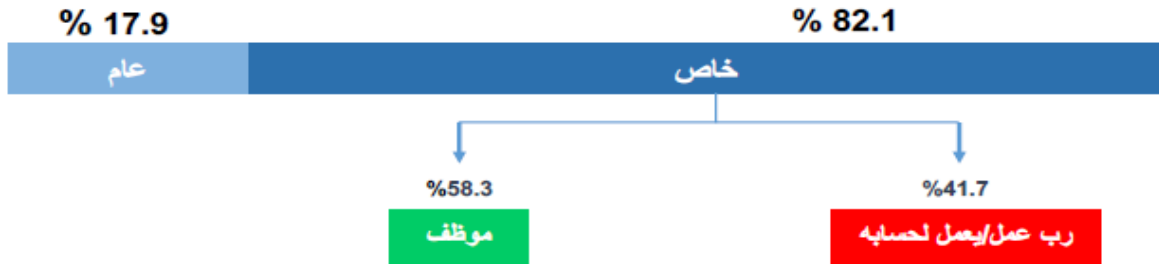 % 82.1
% 17.9
خاص
عام
%41.7
%58.3
رب عمل/يعمل لحسابه
موظف